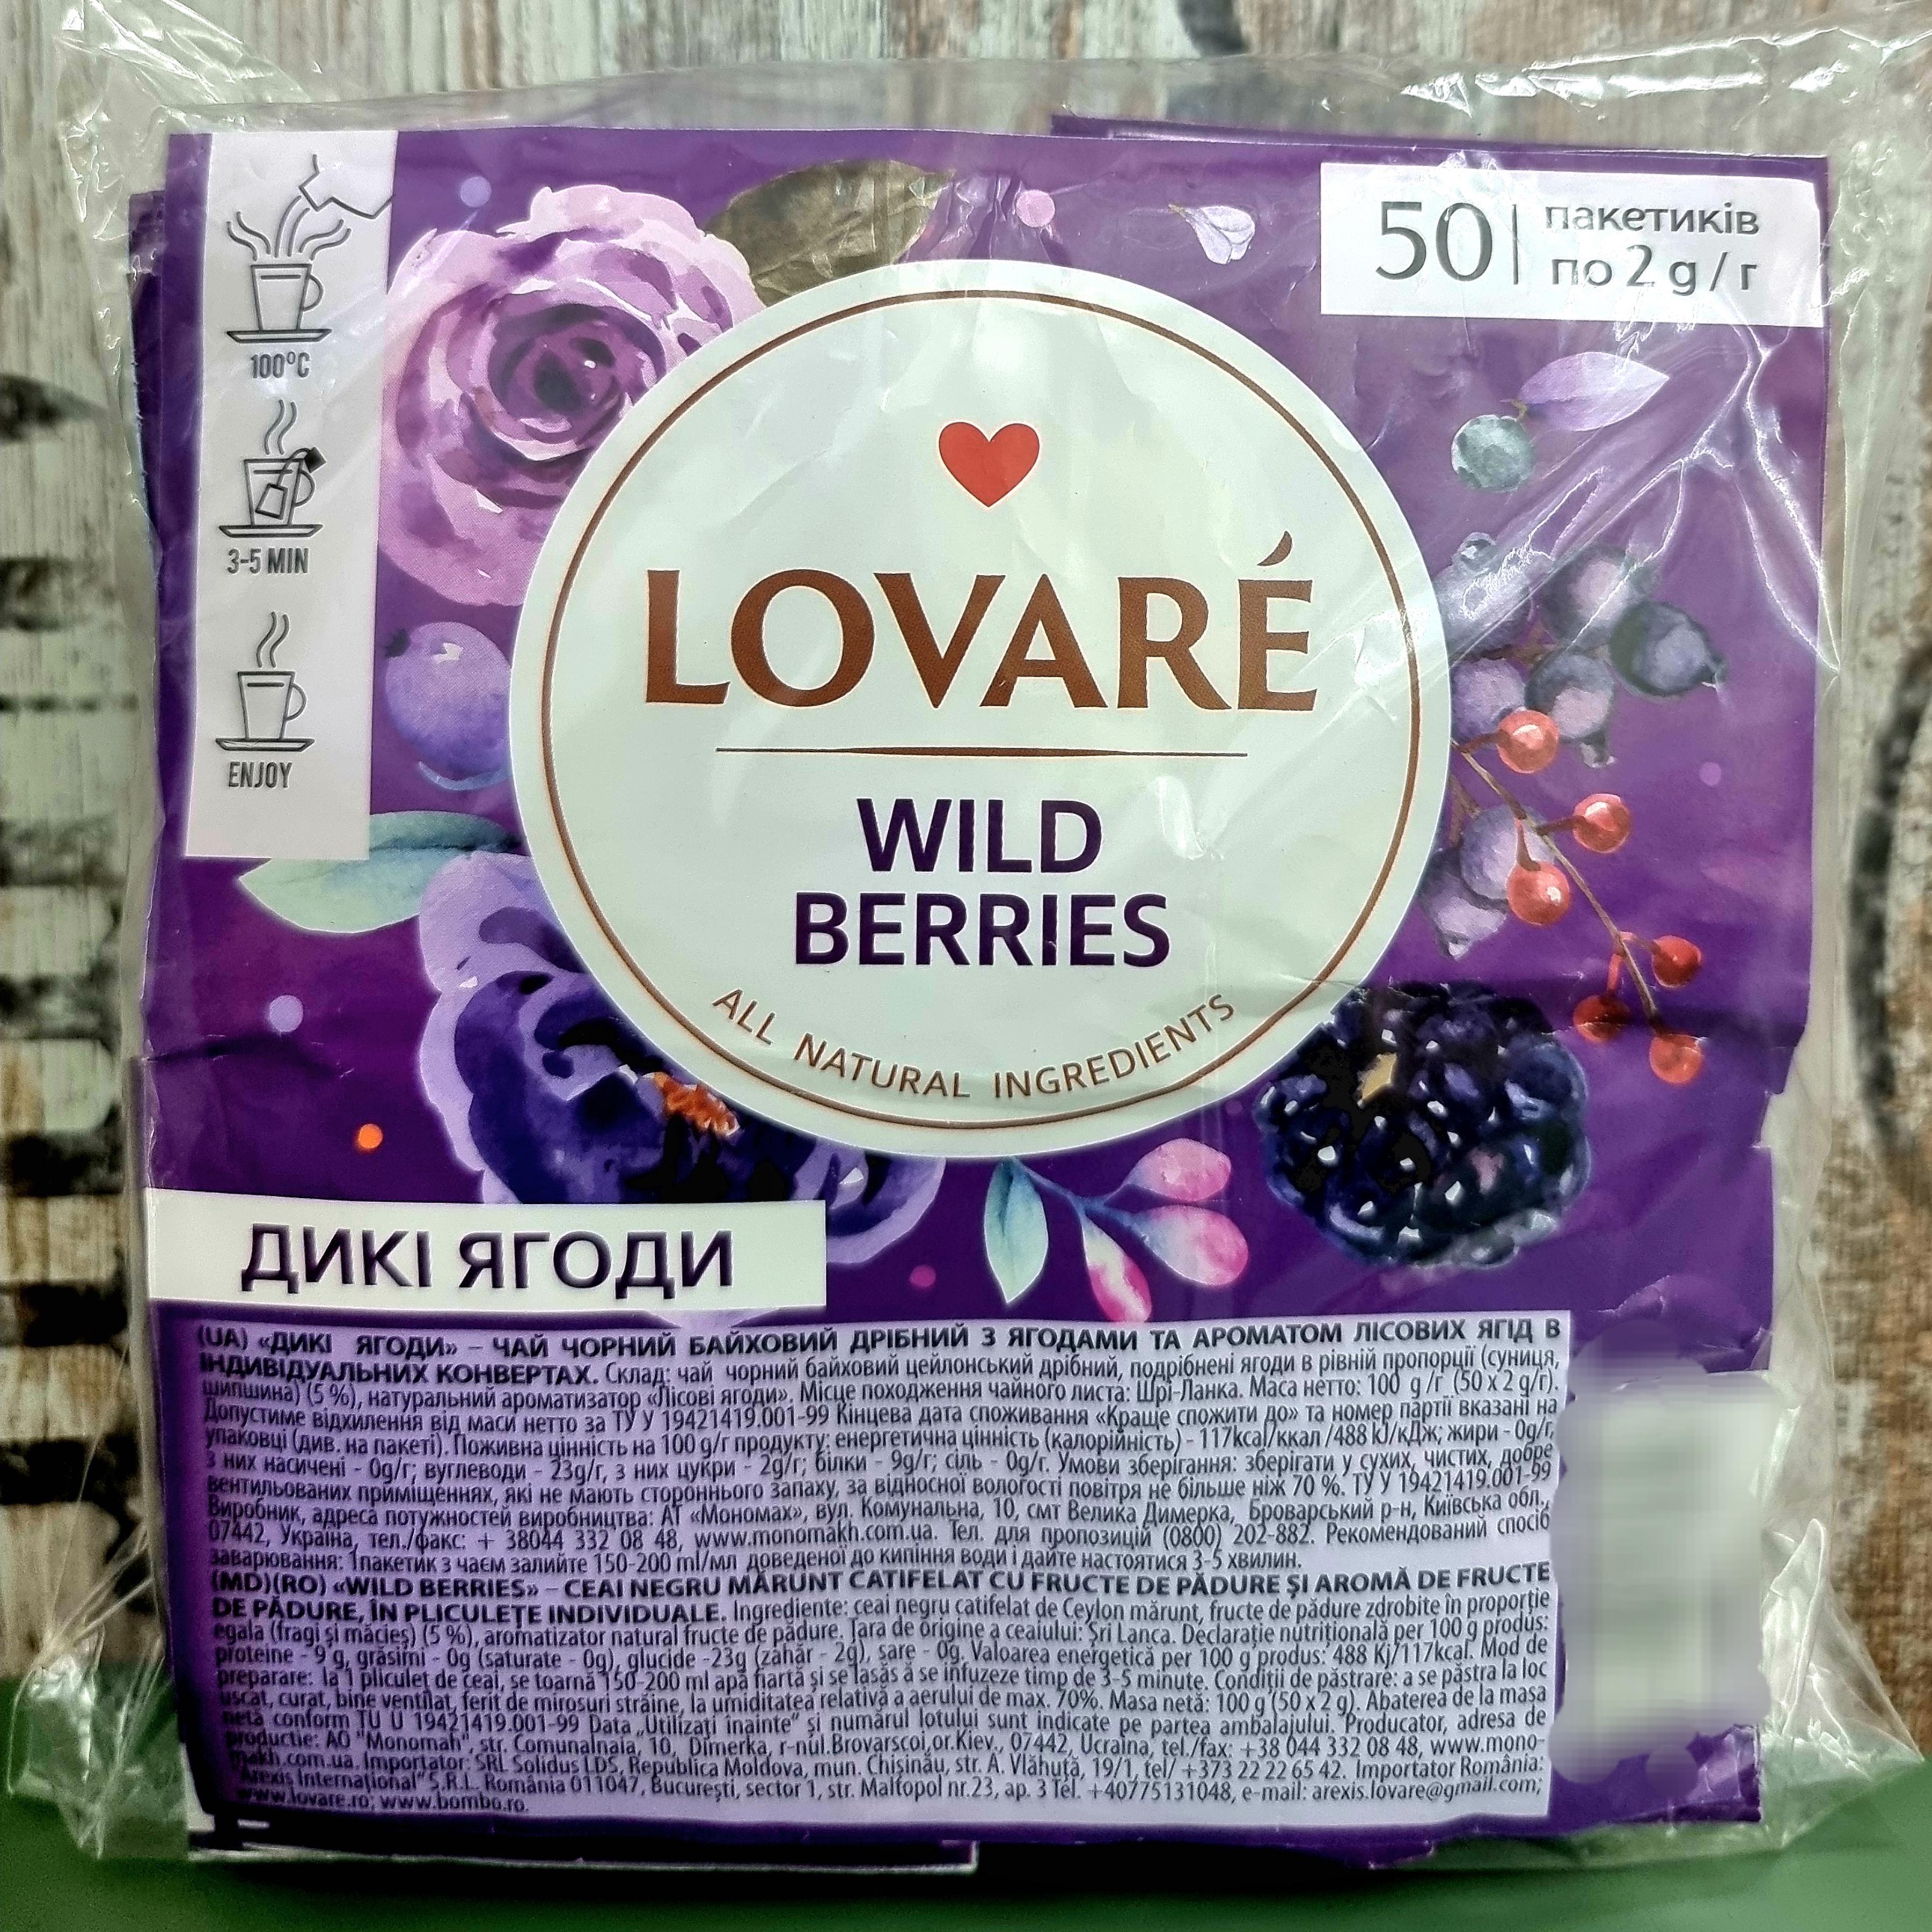 100°C
3-5 MIN
ENJOY
50 | пакетиків
по 2 g / г
LOVARÉ
WILD
BERRIES
ALL NATURAL INGREDIENTS
ДИКІ ЯГОДИ
(UA) «ДИКІ ЯГОДИ» – ЧАЙ ЧОРНИЙ БАЙХОВИЙ ДРІБНИЙ З ЯГОДАМИ ТА АРОМАТОМ ЛІСОВИХ ЯГІД В
ІНДИВІДУАЛЬНИХ КОНВЕРТАХ. Склад: чай чорний байховий цейлонський дрібний, подрібнені ягоди в рівній пропорції (суниця,
шипшина) (5 %), натуральний ароматизатор «Лісові ягоди». Місце походження чайного листа: Шрі-Ланка. Маса нетто: 100 g/г (50 x 2 g/г).
Допустиме відхилення від маси нетто за ТУ У 19421419.001-99 Кінцева дата споживання «Краще спожити до» та номер партії вказані на
упаковці (див. на пакеті). Поживна цінність на 100 g/г продукту: енергетична цінність (калорійність) - 117kcal/ккал /488 kJ/кДж; жири - 0g/г,
з них насичені - 0g/г; вуглеводи - 23g/г, з них цукри - 2g/г; білки - 9g/г; сіль - 0g/г. Умови зберігання: зберігати у сухих, чистих, добре
вентильованих приміщеннях, які не мають стороннього запаху, за відносної вологості повітря не більше ніж 70 %. ТУ У 19421419.001-99
Виробник, адреса потужностей виробництва: АТ «Мономах», вул. Комунальна, 10, смт Велика Димерка, Броварський р-н, Київська обл.,
07442, Україна, тел./факс: + 38044 332 08 48, www.monomakh.com.ua. Тел. для пропозицій (0800) 202-882. Рекомендований спосіб
заварювання: 1пакетик з чаєм залийте 150-200 ml/мл доведеної до кипіння води і дайте настоятися 3-5 хвилин.
(MD)(RO) «WILD BERRIES» – CEAI NEGRU MĂRUNT CATIFELAT CU FRUCTE DE PĂDURE ȘI AROMĂ DE FRUCTE
DE PĂDURE, ÎN PLICULEȚE INDIVIDUALE. Ingrediente: ceai negru catifelat de Ceylon mărunt, fructe de pădure zdrobite în proporție
egala (fragi și măcieș) (5 %), aromatizator natural fructe de pădure. Țara de origine a ceaiului: Șri Lanca. Declarație nutrițională per 100 g produs:
proteine - 9 g, grăsimi - 0g (saturate - 0g), glucide -23g (zahăr - 2g), sare - 0g. Valoarea energetică per 100 g produs: 488 Kj/117kcal. Mod de
preparare: la 1 pliculeț de ceai, se toarnă 150-200 ml apă fiartă și se lasăs ă se infuzeze timp de 3-5 minute. Condiții de păstrare: a se păstra la loc
uscat, curat, bine ventilat, ferit de mirosuri străine, la umiditatea relativă a aerului de max. 70%. Masa netă: 100 g (50 x 2 g). Abaterea de la masa
netă conform TU U 19421419.001-99 Data „Utilizați înainte" și numărul lotului sunt indicate pe partea ambalajului. Producator, adresa de
productie: AO "Monomah", str. Comunalnaia, 10, Dimerka, r-nul.Brovarscoi,or.Kiev., 07442, Ucraina, tel./fax: +38 044 332 08 48, www.mono-
makh.com.ua. Importator: SRL Solidus LDS, Republica Moldova, mun. Chișinău, str. A. Vlăhuță, 19/1, tel/ +373 22 22 65 42. Importator România:
"Arexis International" S.R.L. România 011047, București, sector 1, str. Maltopol nr.23, ap. 3 Tel. +40775131048, e-mail: arexis.lovare@gmail.com;
www.lovare.ro; www.bombo.ro.